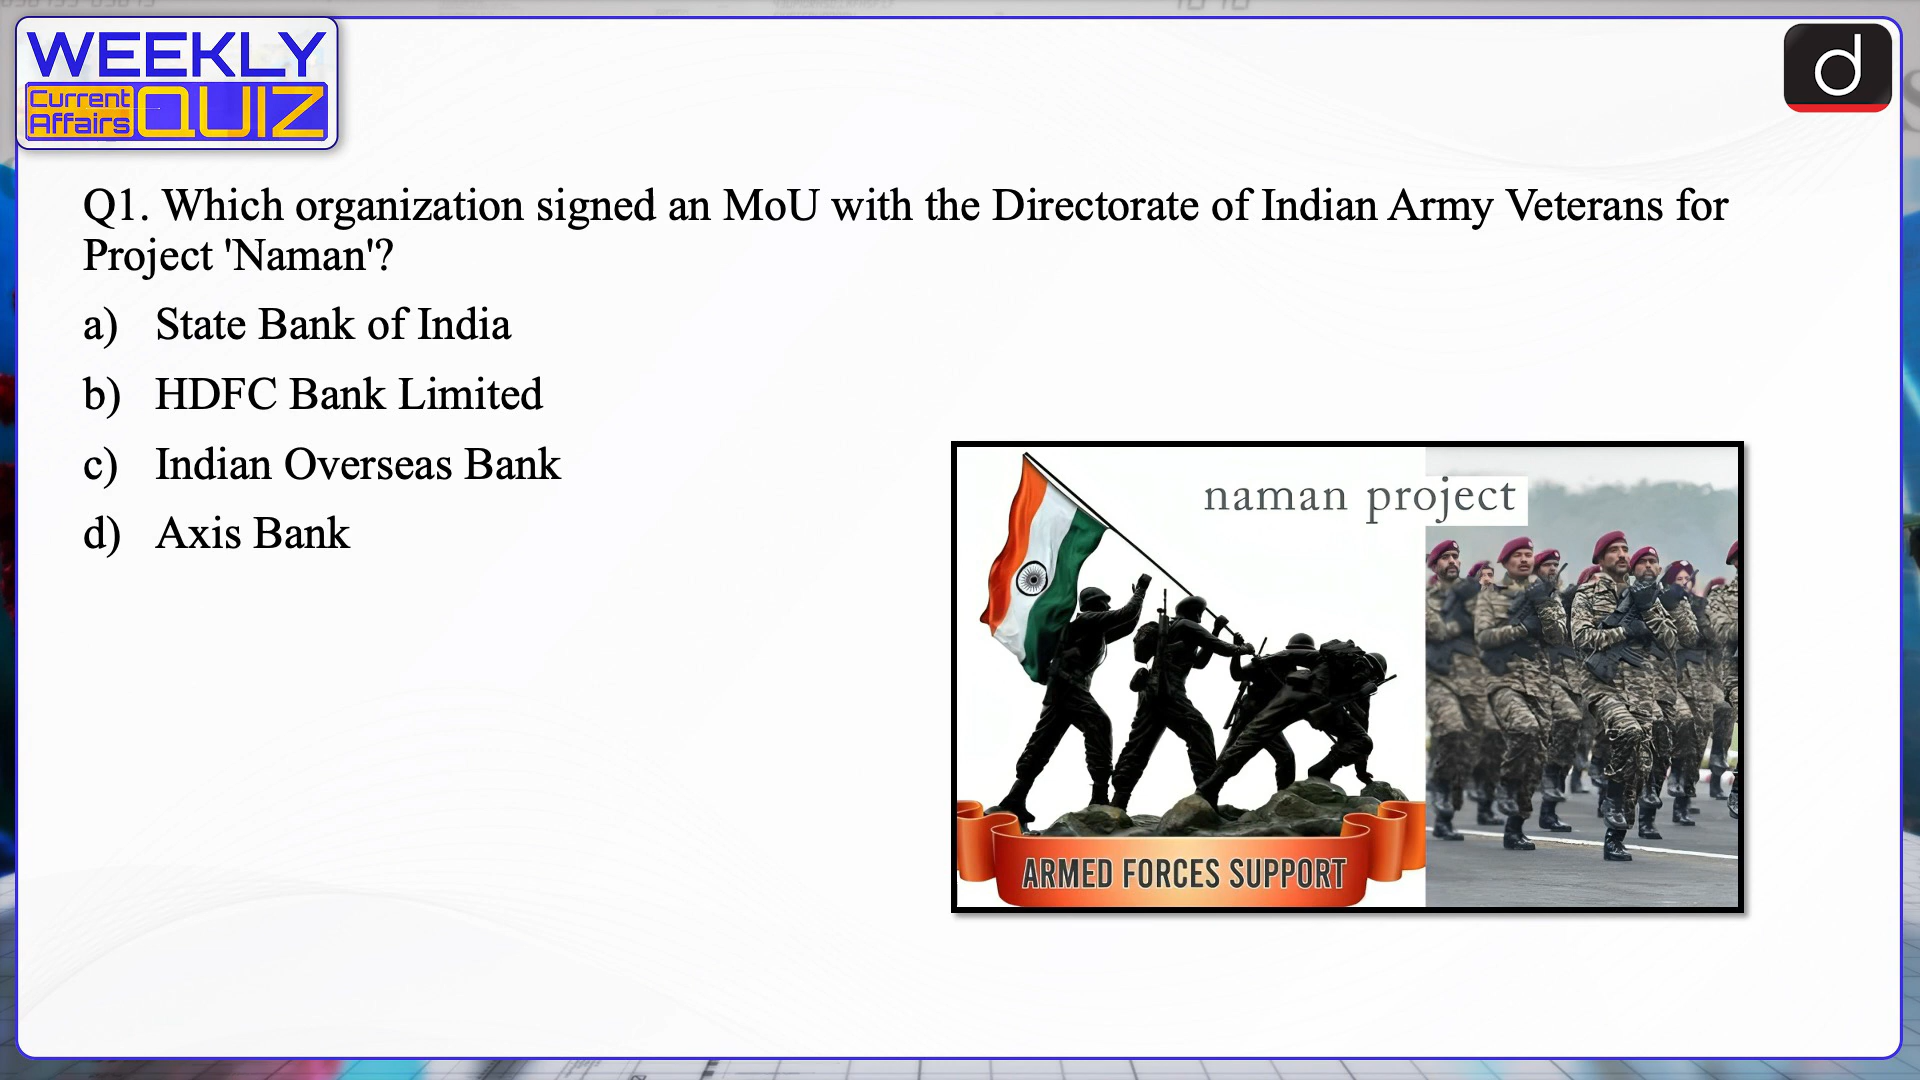 WEEKLY
Current Affairs QUIZ
d
Q1. Which organization signed an MoU with the Directorate of Indian Army Veterans for
Project 'Naman'?
a) State Bank of India
b) HDFC Bank Limited
c) Indian Overseas Bank
d) Axis Bank
naman project
ARMED FORCES SUPPORT